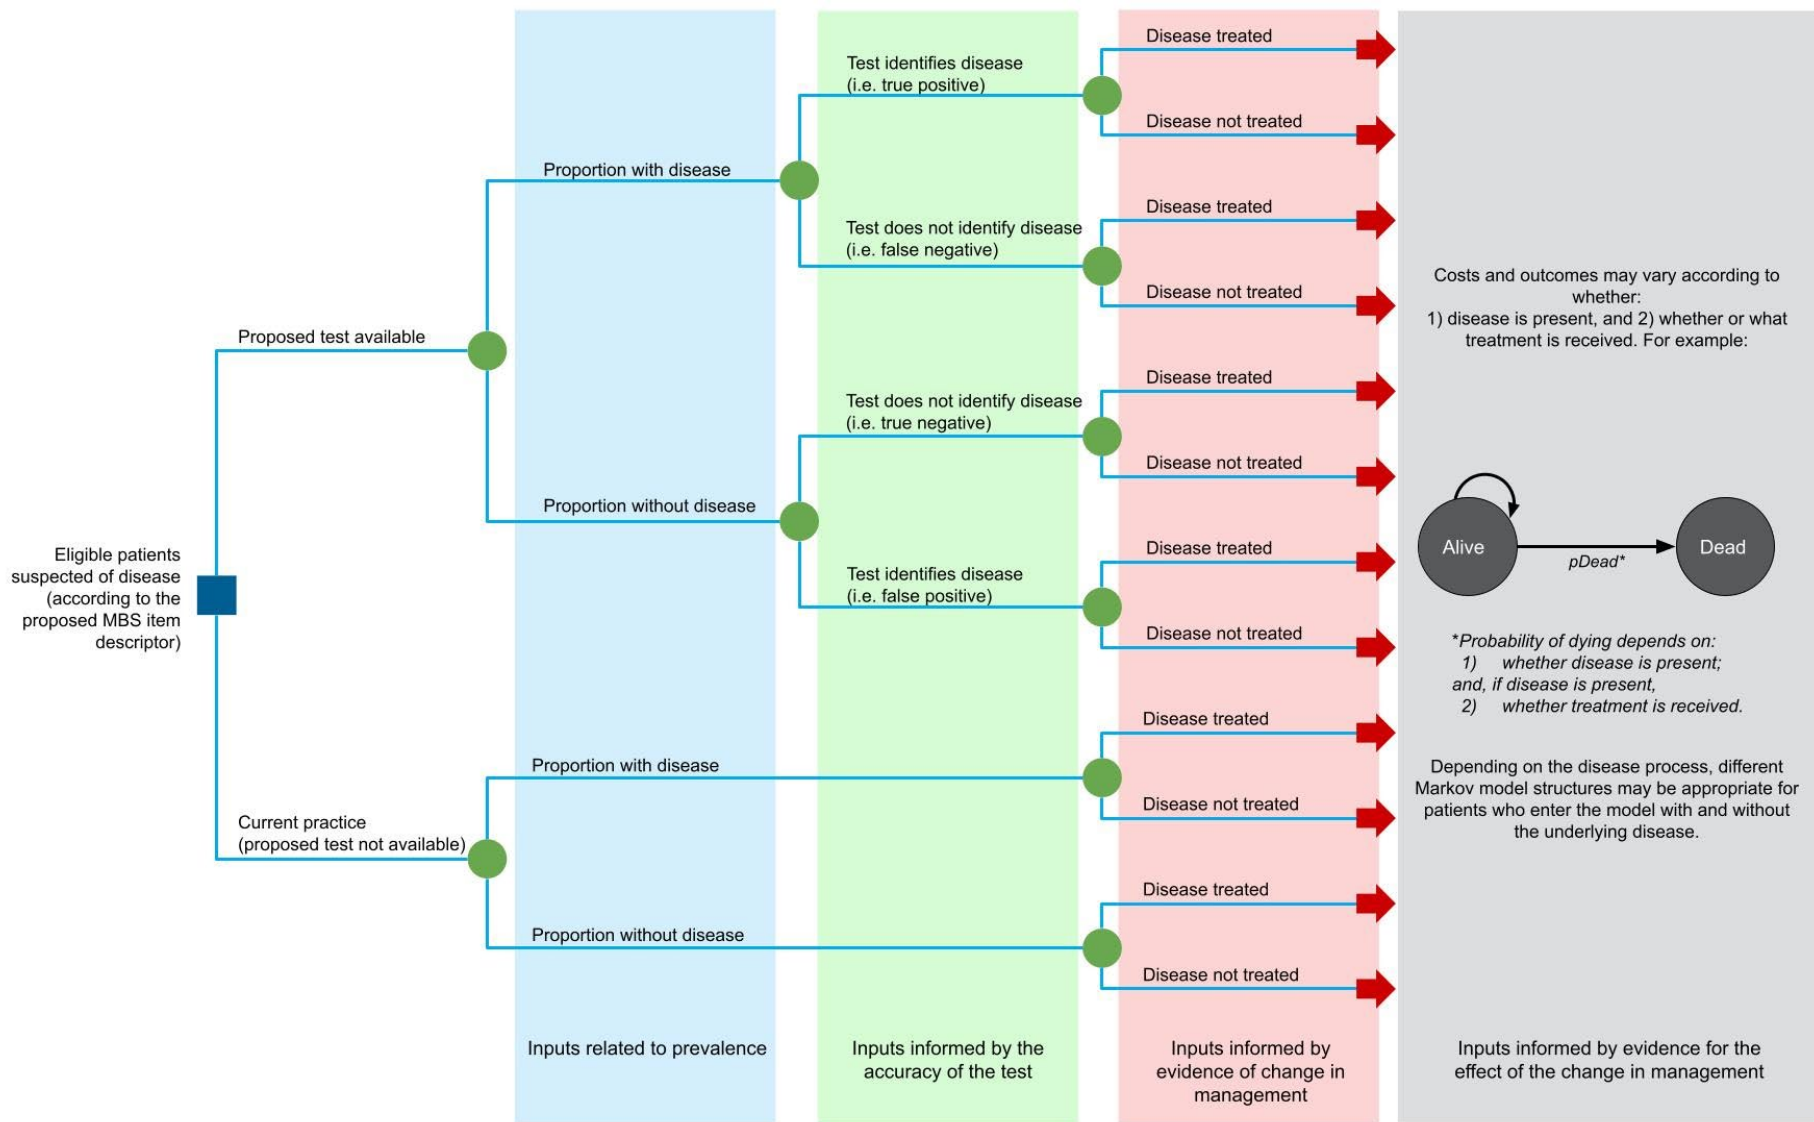 Eligible patients
suspected of disease
(according to the
proposed MBS item
descriptor)
Proposed test available
Current practice
(proposed test not available)
Proportion with disease
Proportion without disease
Proportion with disease
Proportion without disease
Inputs related to prevalence
Test identifies disease
(i.e. true positive)
Test does not identify disease
(i.e. false negative)
Test does not identify disease
(i.e. true negative)
Test identifies disease
(i.e. false positive)
Inputs informed by the
accuracy of the test
Disease treated
Disease not treated
Disease treated
Disease not treated
Disease treated
Disease not treated
Disease treated
Disease not treated
Disease treated
Disease not treated
Disease treated
Disease not treated
Inputs informed by
evidence of change in
management
Costs and outcomes may vary according to
whether:
1) disease is present, and 2) whether or what
treatment is received. For example:
Alive
pDead*
Dead
*Probability of dying depends on:
1) whether disease is present;
and, if disease is present,
2) whether treatment is received.
Depending on the disease process, different
Markov model structures may be appropriate for
patients who enter the model with and without
the underlying disease.
Inputs informed by evidence for the
effect of the change in management